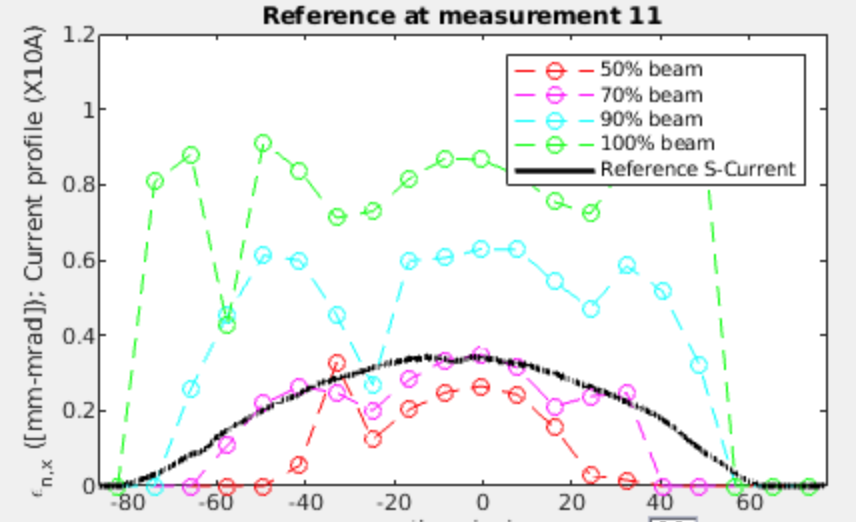 Reference at measurement 11
ϵn,x ([mm-mrad]); Current profile (X10A)
1.2
1
0.8
0.6
0.4
0.2
0
-80
-60
-40
-20
0
20
40
60
50% beam
70% beam
90% beam
100% beam
Reference S-Current